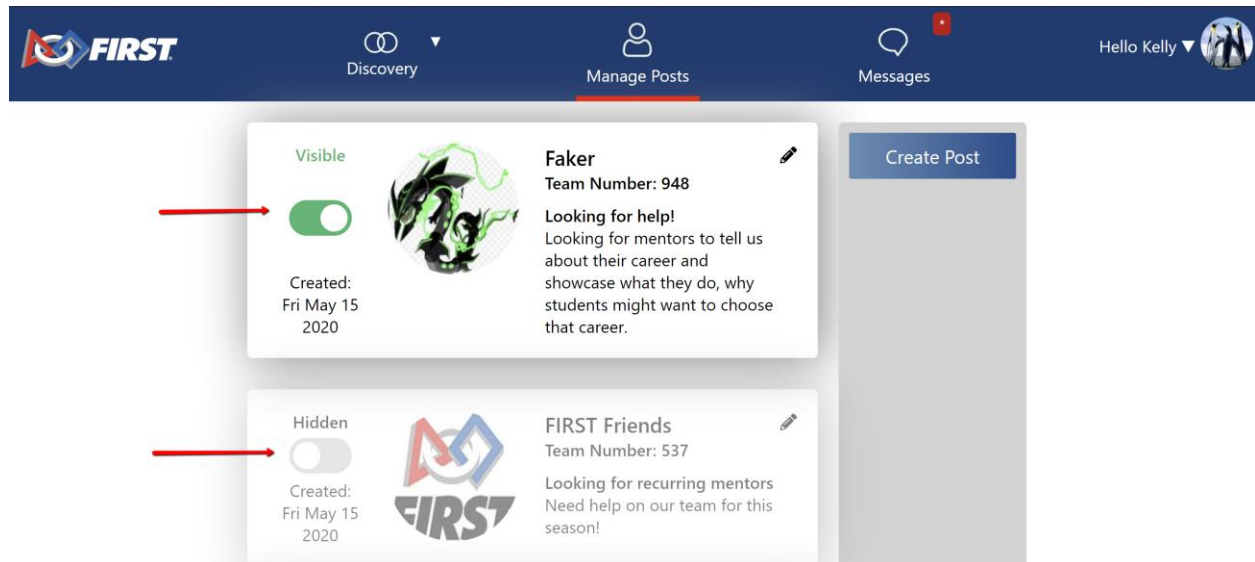 FIRST
Discovery
▼
Manage Posts
*
Messages
Hello Kelly ▼
Visible
Created:
Fri May 15
2020
Faker
Team Number: 948
Looking for help!
Looking for mentors to tell us
about their career and
showcase what they do, why
students might want to choose
that career.
Create Post
Hidden
Created:
Fri May 15
2020
FIRST
FIRST Friends
Team Number: 537
Looking for recurring mentors
Need help on our team for this
season!